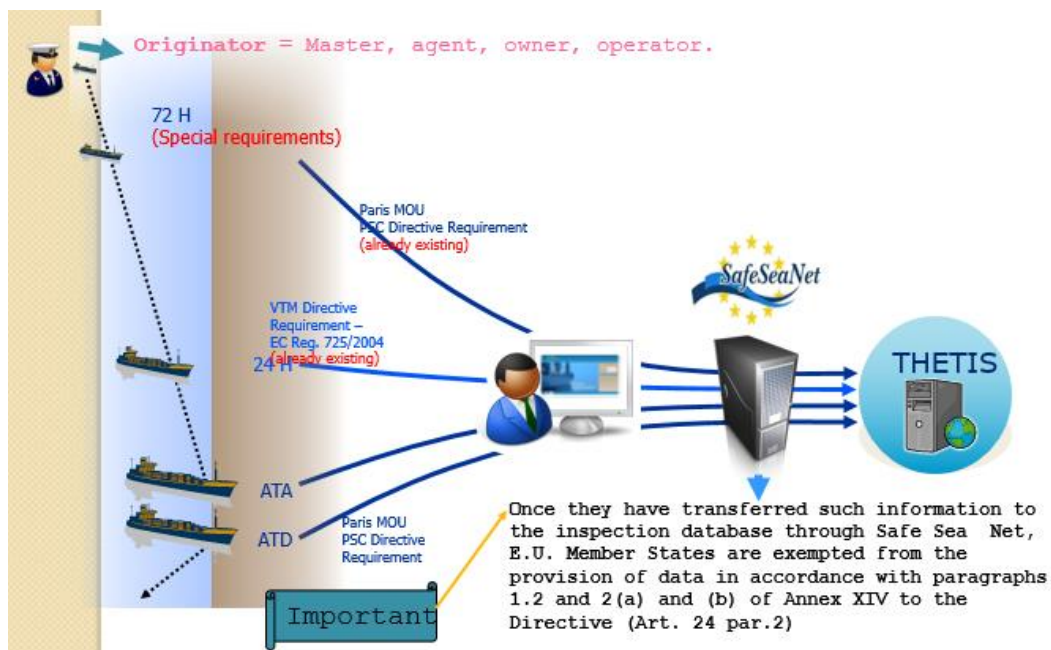 Originator = Master, agent, owner, operator.
72 H
(Special requirements)
Paris MOU
PSC Directive Requirement
(already existing)
SafeSeaNet
VTM Directive
Requirement –
EC Reg. 725/2004
(already existing)
24 H
THETIS
ATA
ATD
Paris MOU
PSC Directive
Requirement
Important
Once they have transferred such information to
the inspection database through Safe Sea Net,
E.U. Member States are exempted from the
provision of data in accordance with paragraphs
1.2 and 2(a) and (b) of Annex XIV to the
Directive (Art. 24 par.2)